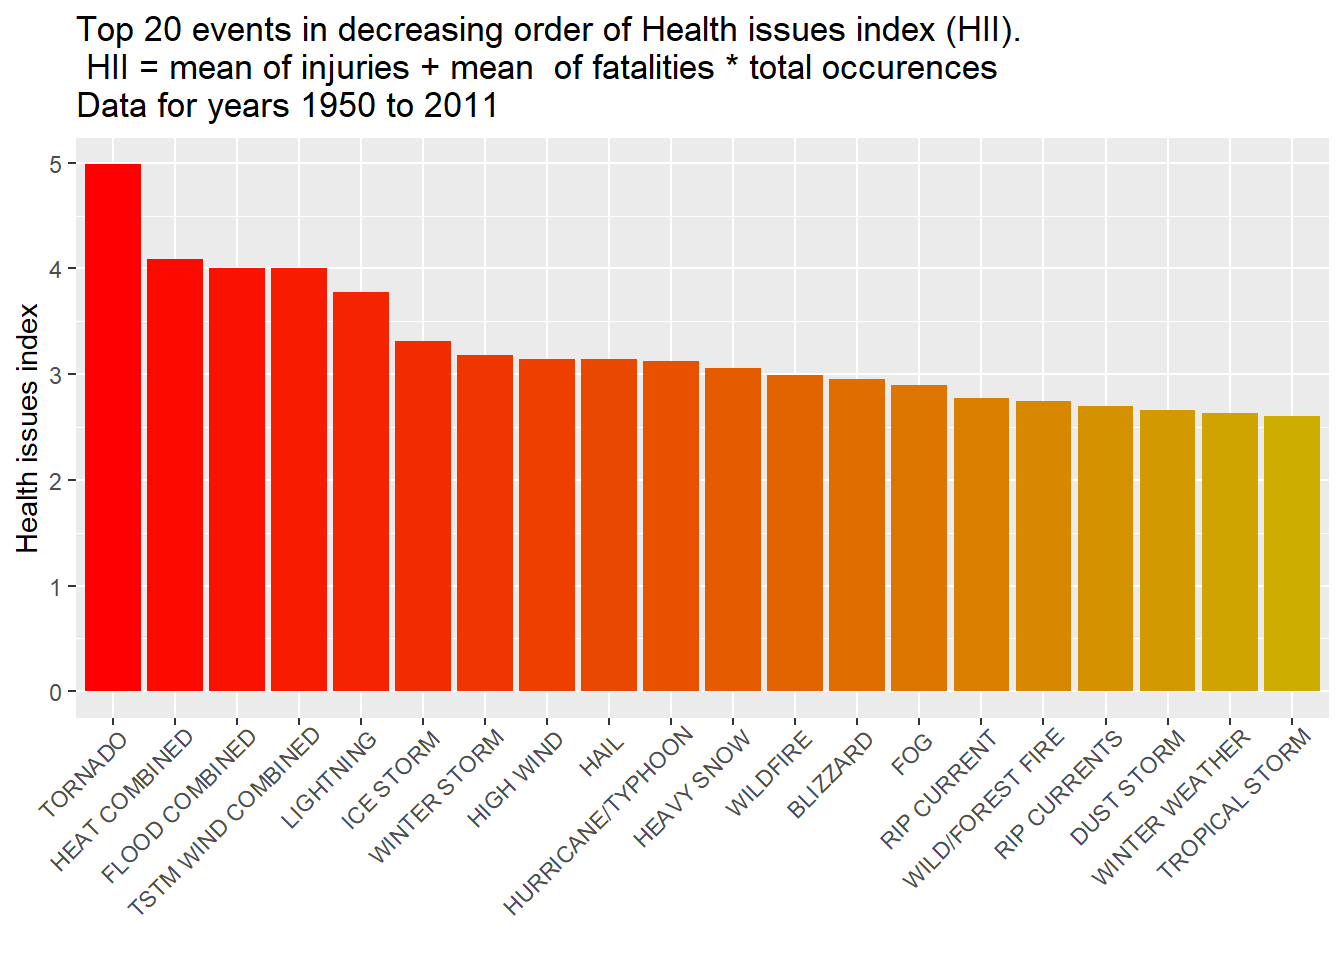 Top 20 events in decreasing order of Health issues index (HII).
HII = mean of injuries + mean  of fatalities * total occurences
Data for years 1950 to 2011
Health issues index
5
4
3
2
1
0
TORNADO
HEAT COMBINED
FLOOD COMBINED
TSTM WIND COMBINED
LIGHTNING
ICE STORM
WINTER STORM
HIGH WIND
HAIL
HURRICANE/TYPHOON
HEAVY SNOW
WILDFIRE
BLIZZARD
FOG
RIP CURRENT
WILD/FOREST FIRE
RIP CURRENTS
DUST STORM
WINTER WEATHER
TROPICAL STORM